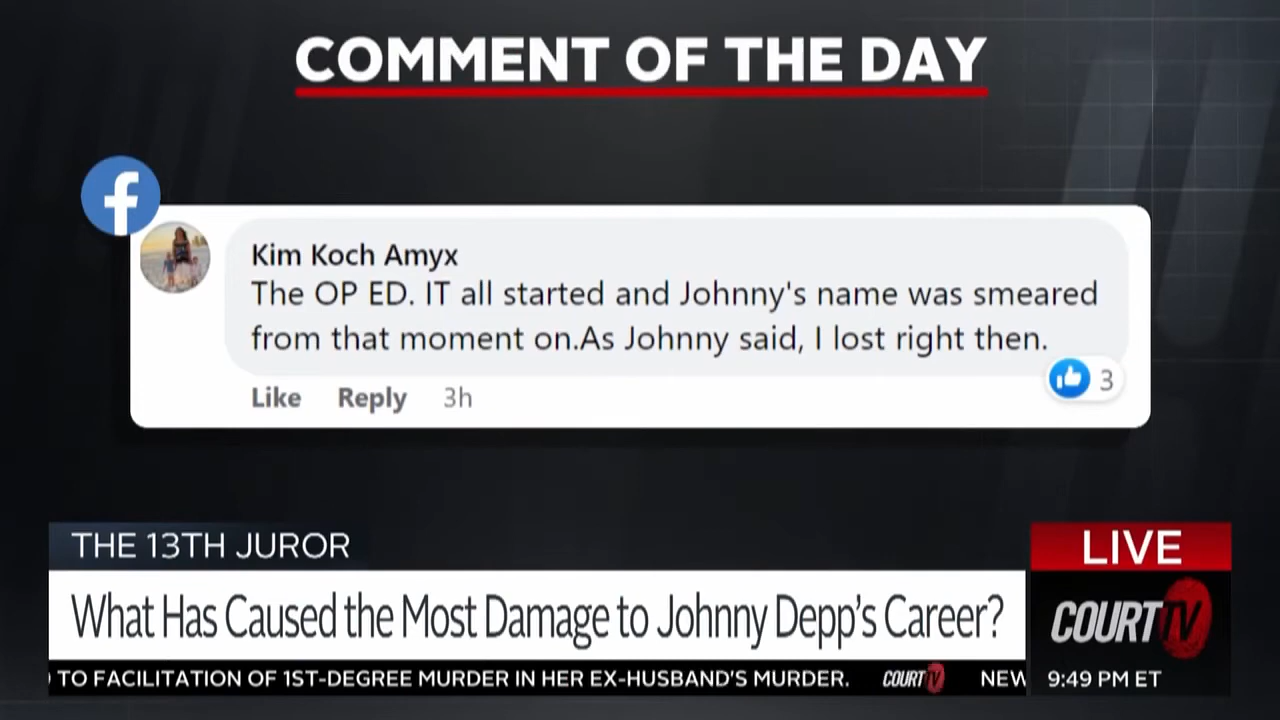 COMMENT OF THE DAY
f
Kim Koch Amyx
The OP ED. IT all started and Johnny's name was smeared
from that moment on.As Johnny said, I lost right then.
3
Like Reply 3h
THE 13TH JUROR
LIVE
What Has Caused the Most Damage to Johnny Depp's Career?
COURT TV
) TO FACILITATION OF 1ST-DEGREE MURDER IN HER EX-HUSBAND'S MURDER. COURT TV NEW
9:49 PM ET